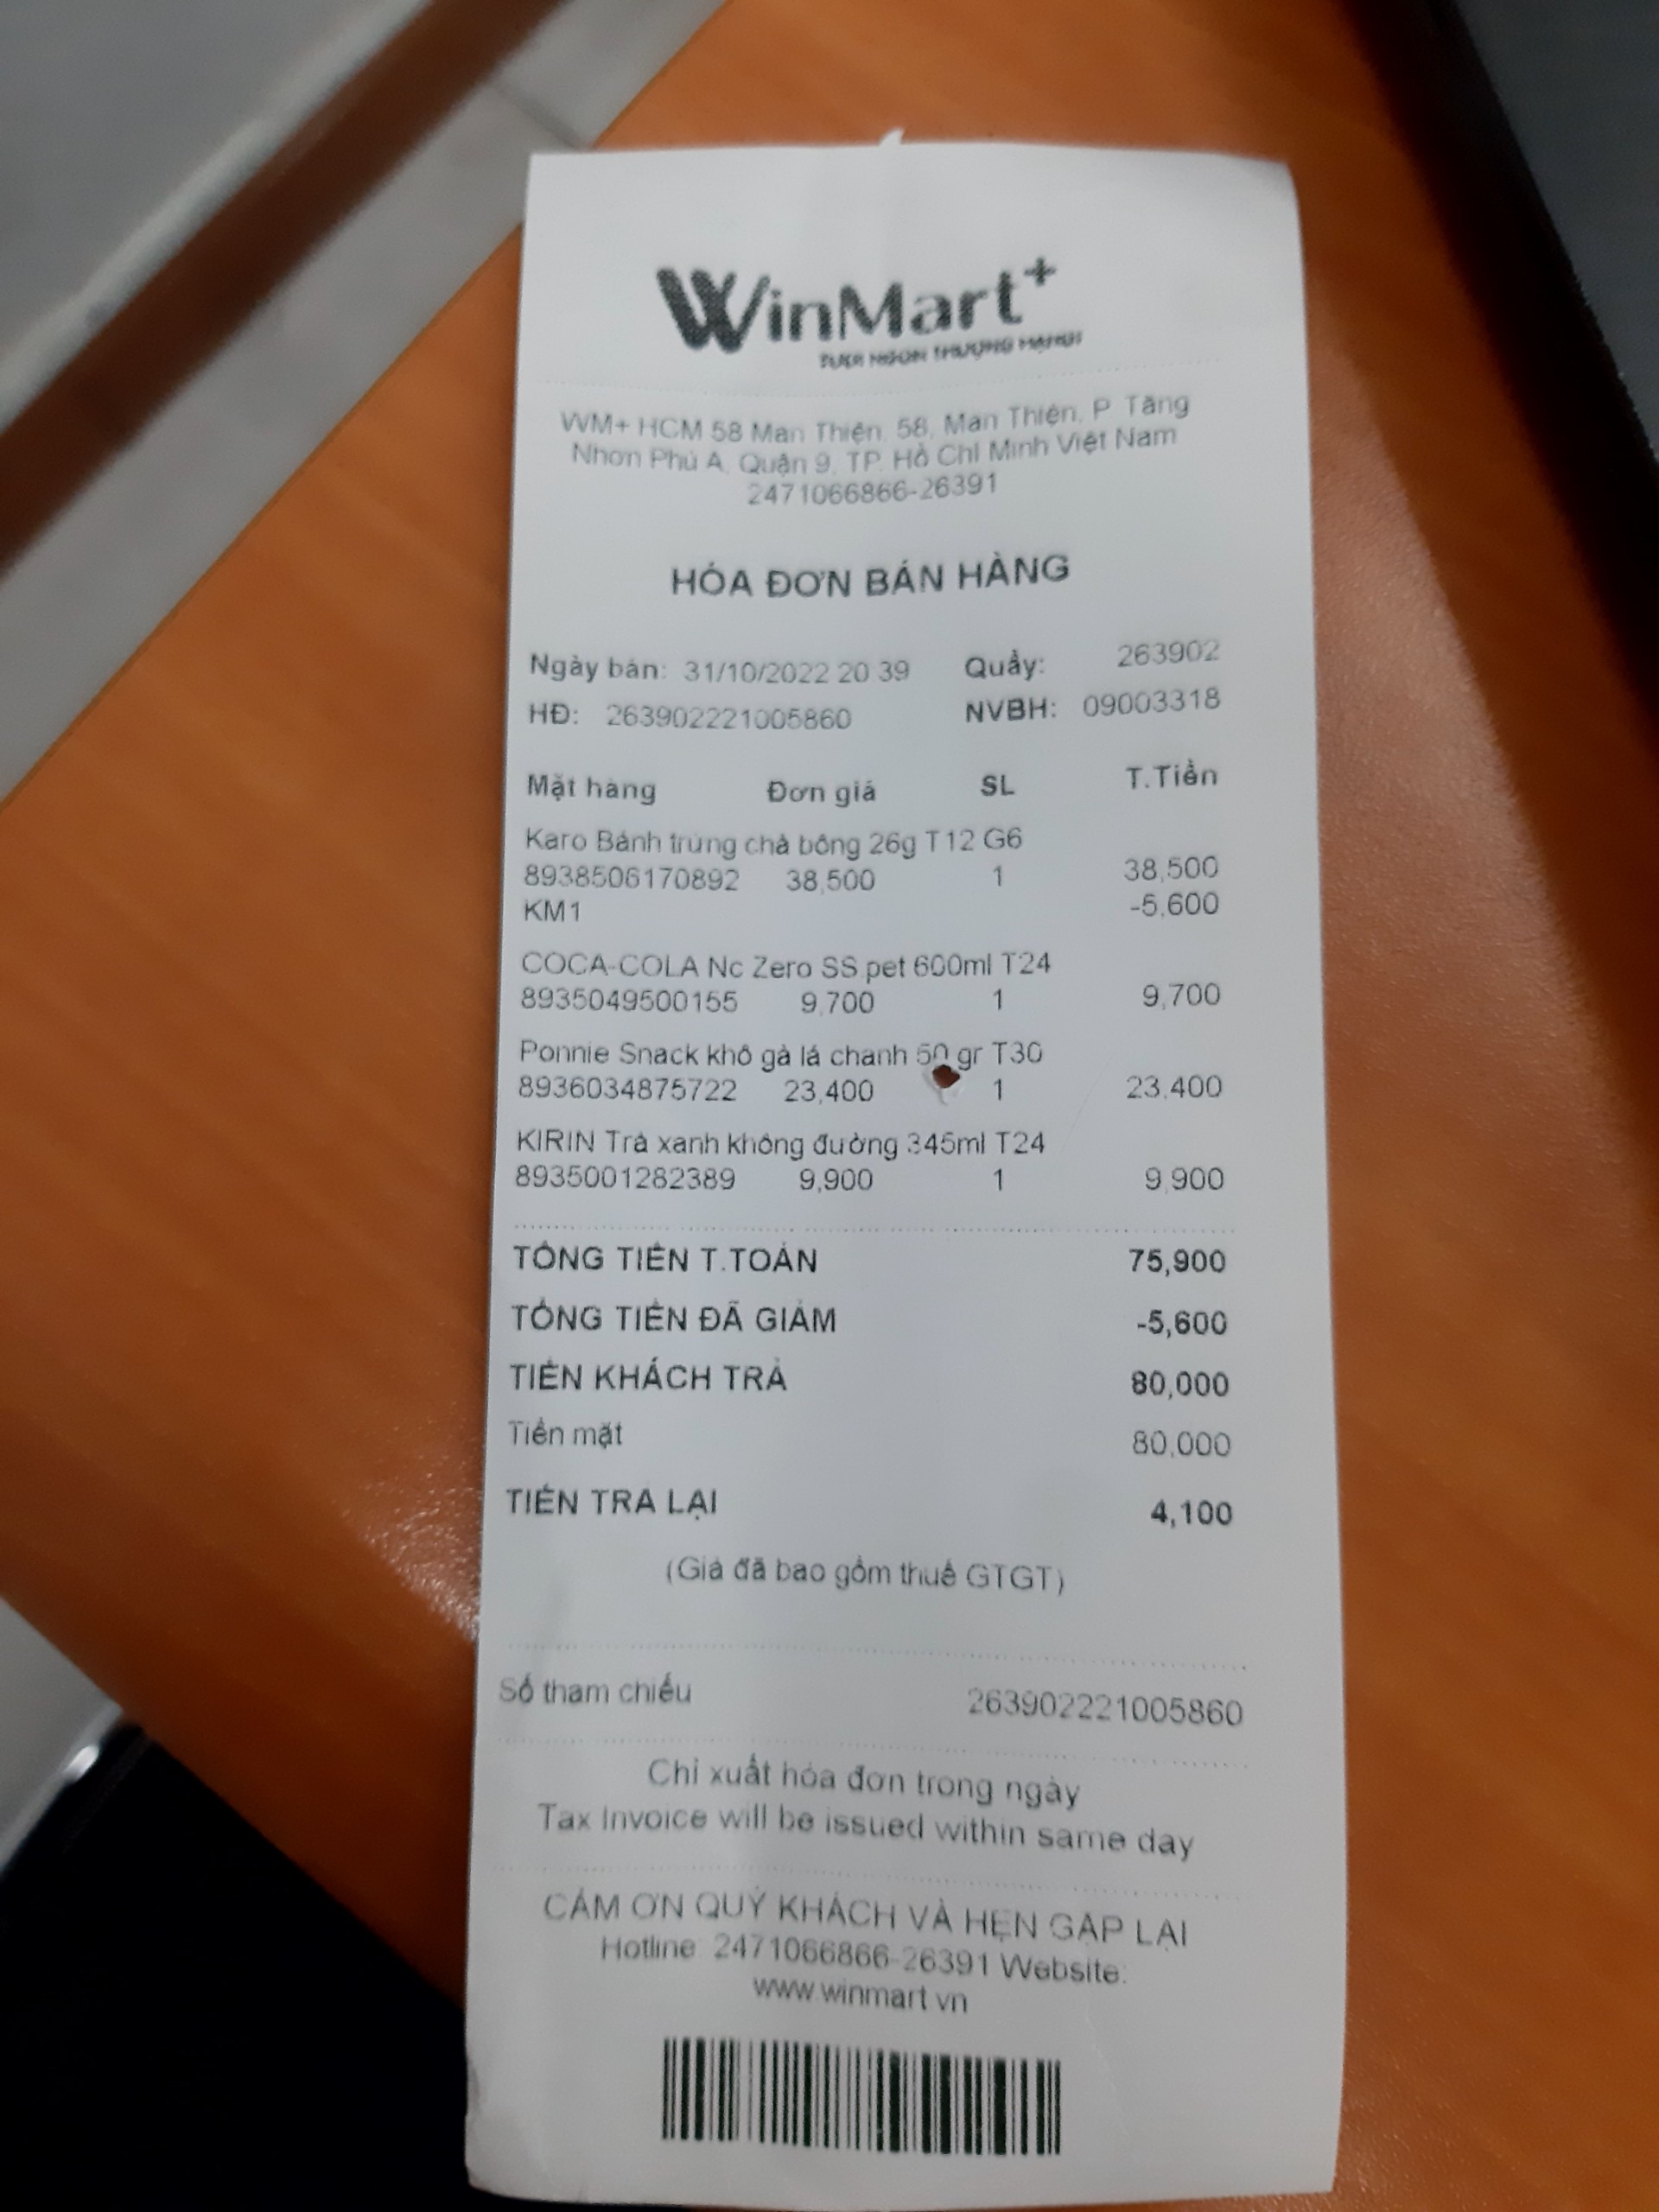 WinMart+
TƯƠI NGON THƯỢNG HẠNG!
WM+ HCM 58 Man Thiện, 58, Man Thiện, P. Tăng
Nhơn Phú A, Quận 9, TP. Hồ Chí Minh Việt Nam
2471066866-26391
HÓA ĐƠN BÁN HÀNG
Ngày bán: 31/10/2022 20:39 Quầy: 263902
HĐ: 263902221005860 NVBH: 09003318
Mặt hàng Đơn giá SL T.Tiền
Karo Bánh trứng chà bông 26g T12 G6
8938506170892 38,500 1 38,500
KM1 -5,600
COCA-COLA Nc Zero SS pet 600ml T24
8935049500155 9,700 1 9,700
Ponnie Snack khô gà lá chanh 50 gr T30
8936034875722 23,400 1 23,400
KIRIN Trà xanh không đường 345ml T24
8935001282389 9,900 1 9,900
TỔNG TIỀN T.TOÁN 75,900
TỔNG TIỀN ĐÃ GIẢM -5,600
TIỀN KHÁCH TRẢ 80,000
Tiền mặt 80,000
TIỀN TRẢ LẠI 4,100
(Giá đã bao gồm thuế GTGT)
Số tham chiếu 263902221005860
Chỉ xuất hóa đơn trong ngày
Tax Invoice will be issued within same day
CẢM ƠN QUÝ KHÁCH VÀ HẸN GẶP LẠI
Hotline: 2471066866-26391 Website:
www.winmart.vn